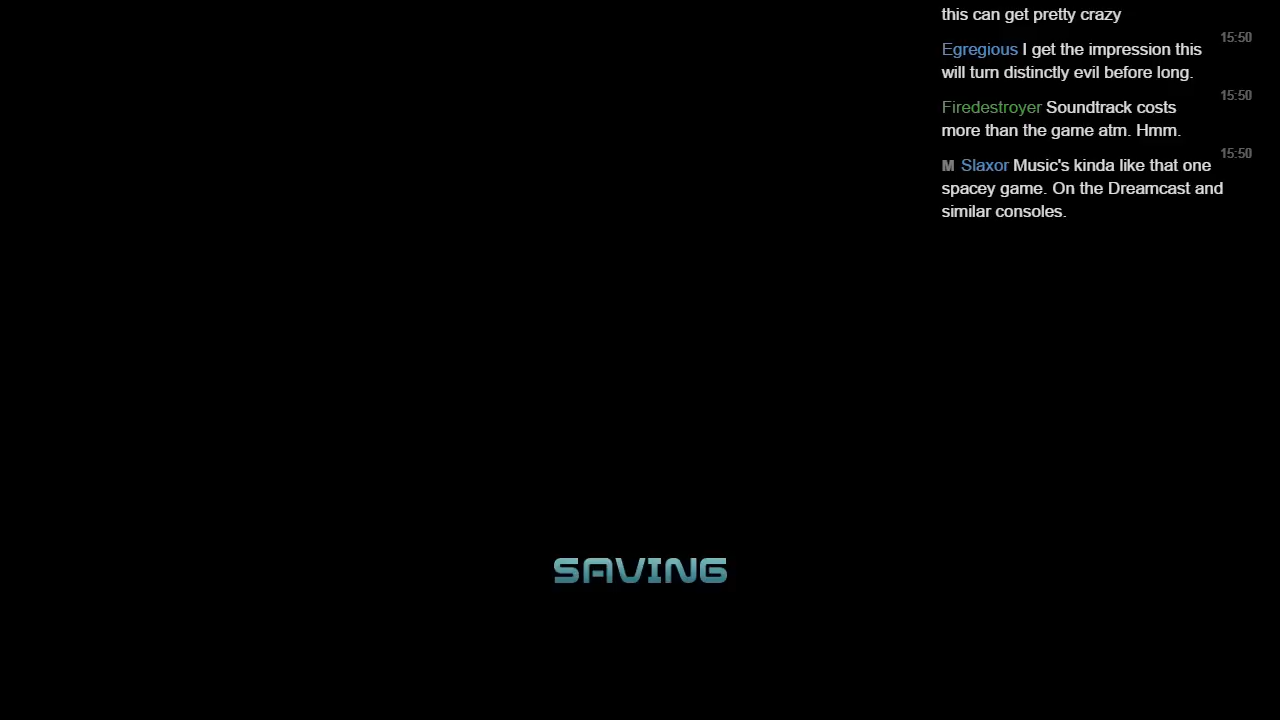 this can get pretty crazy
15:50
Egregious I get the impression this
will turn distinctly evil before long.
15:50
Firedestroyer Soundtrack costs
more than the game atm. Hmm.
15:50
M Slaxor Music's kinda like that one
spacey game. On the Dreamcast and
similar consoles.
SAVING